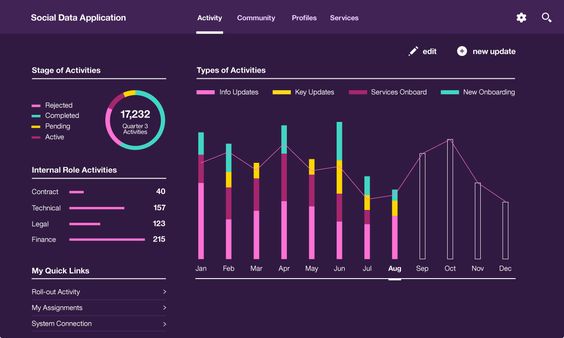 Social Data Application
Activity Community Profiles Services
edit new update
Stage of Activities
Rejected
Completed
Pending
Active
17,232
Quarter 3
Activities
Internal Role Activities
Contract 40
Technical 157
Legal 123
Finance 215
My Quick Links
Roll-out Activity
My Assignments
System Connection
Types of Activities
Info Updates Key Updates Services Onboard New Onboarding
Jan Feb Mar Apr May Jun Jul Aug Sep Oct Nov Dec